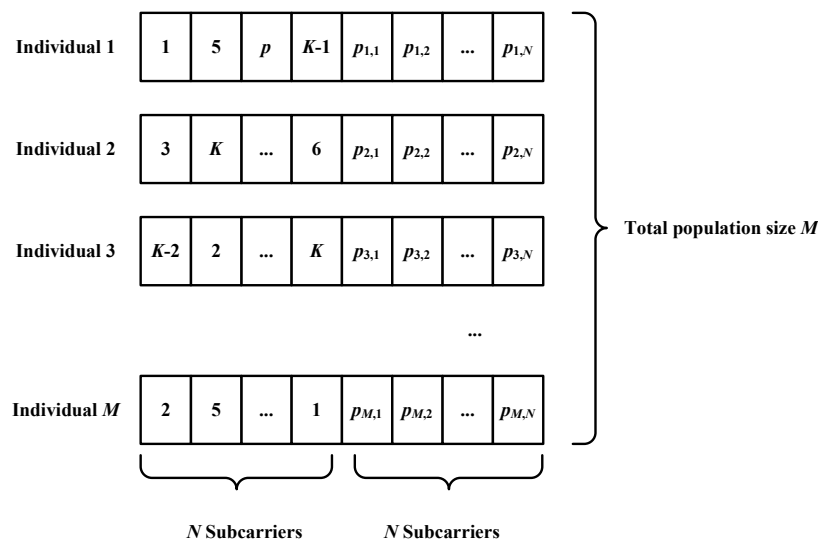 Individual 1 1 5 p K-1 p1,1 p1,2 ... p1,N
Individual 2 3 K ... 6 p2,1 p2,2 ... p2,N
Total population size M
Individual 3 K-2 2 ... K p3,1 p3,2 ... p3,N
...
Individual M 2 5 ... 1 pM,1 pM,2 ... pM,N
N Subcarriers N Subcarriers